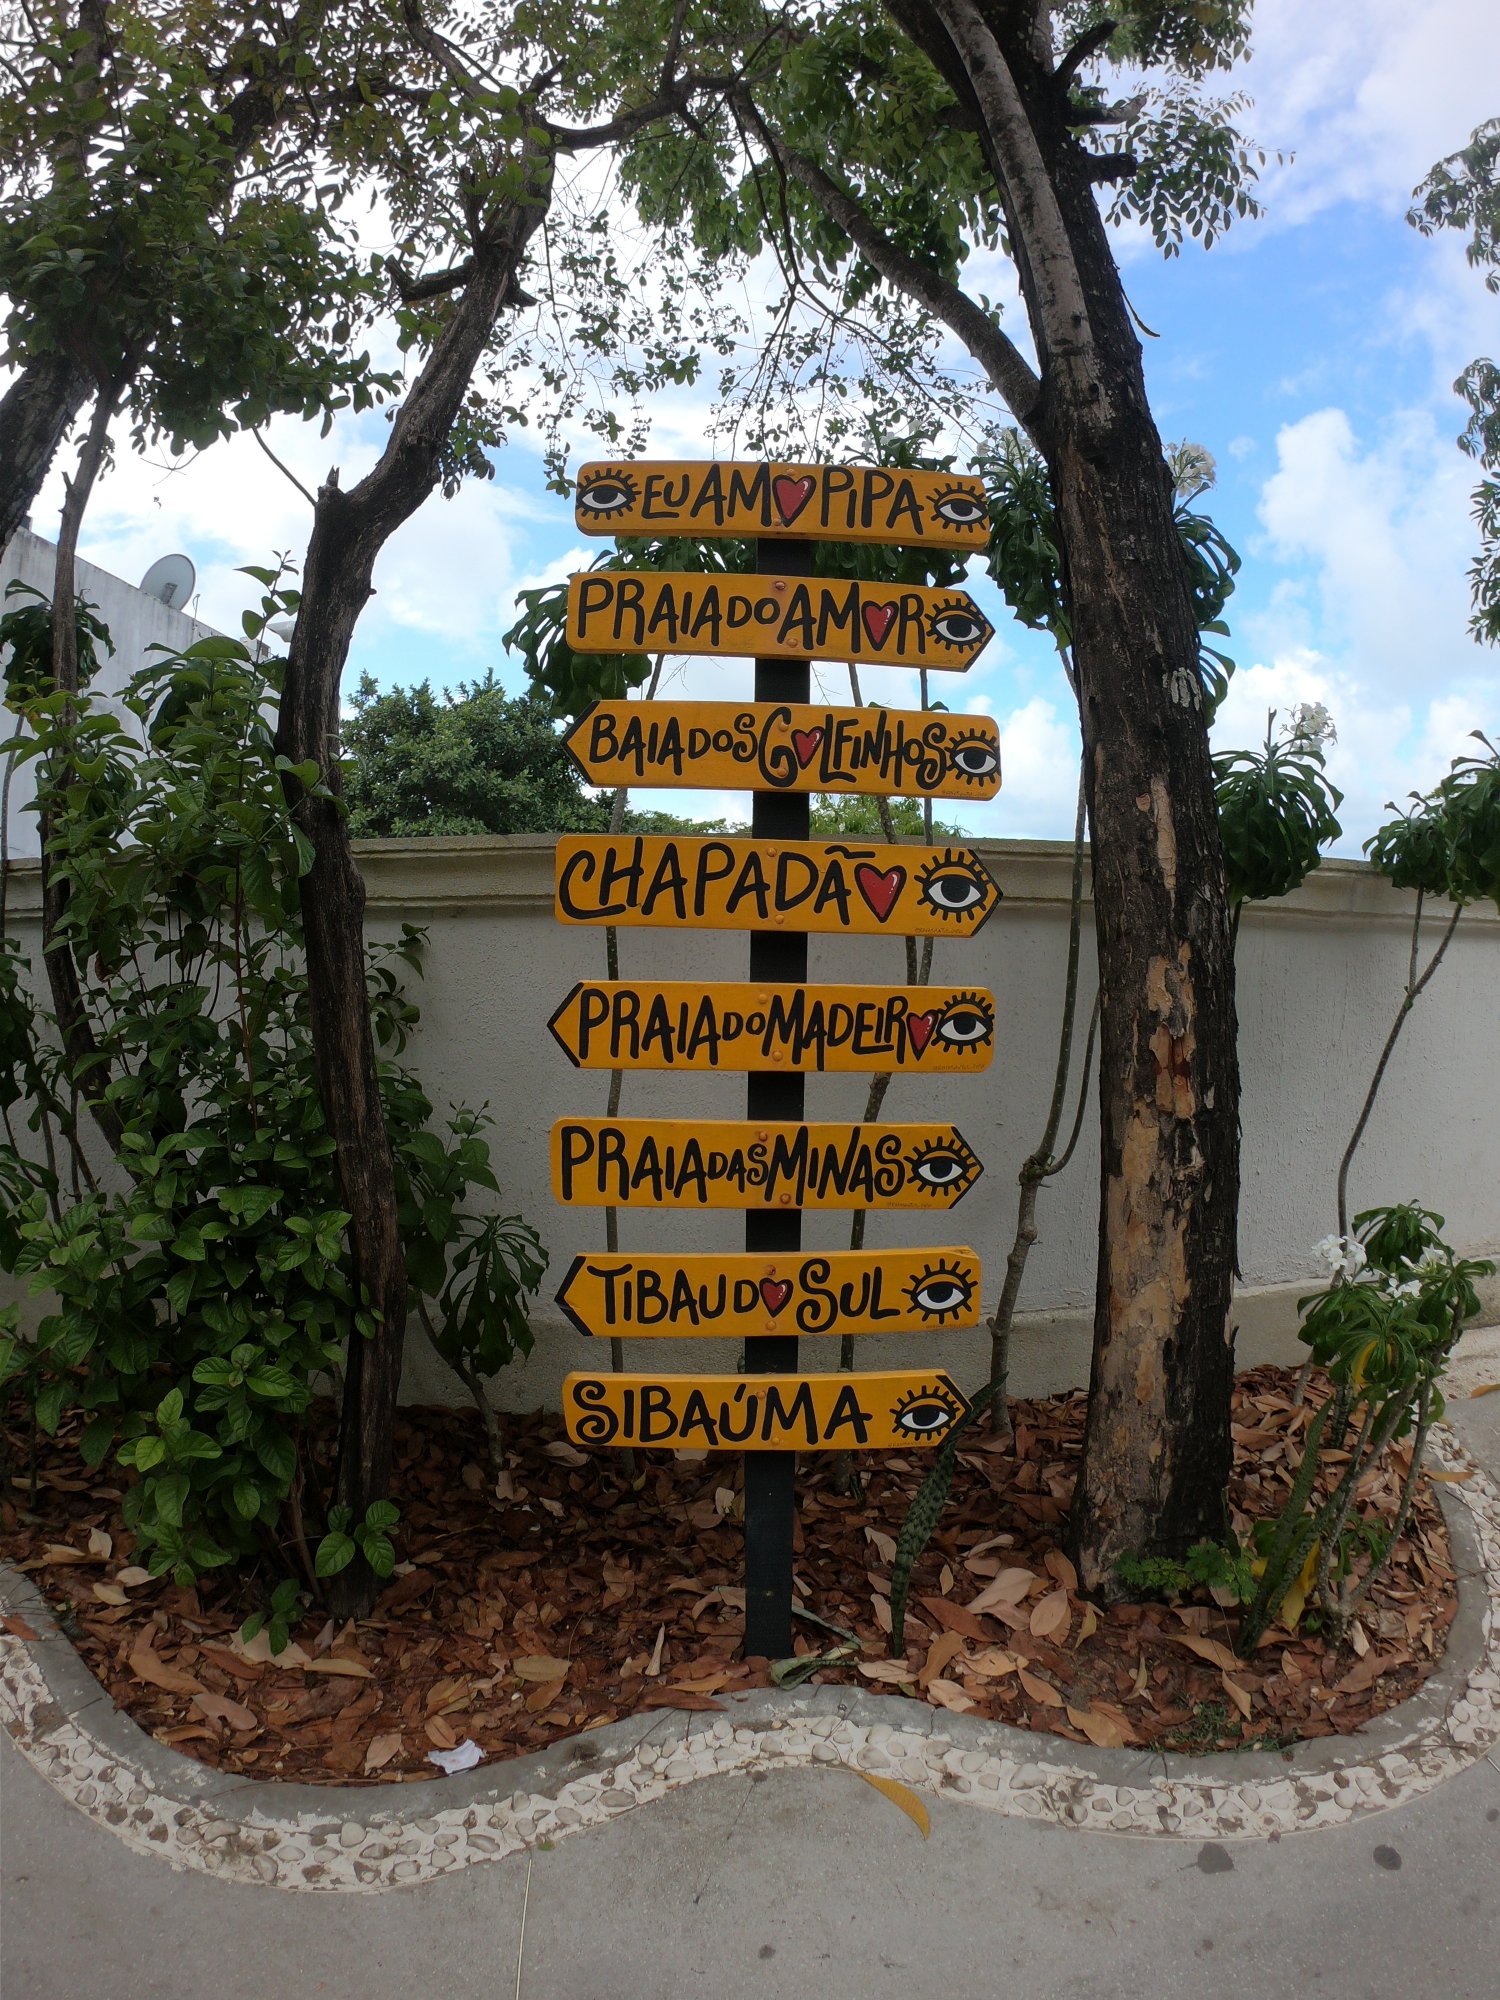 EU AMO PIPA
PRAIA DO AMOR
BAIA DOS GOLFINHOS
CHAPADÃO
PRAIA DO MADEIRO
PRAIA DAS MINAS
TIBAU DO SUL
SIBAÚMA